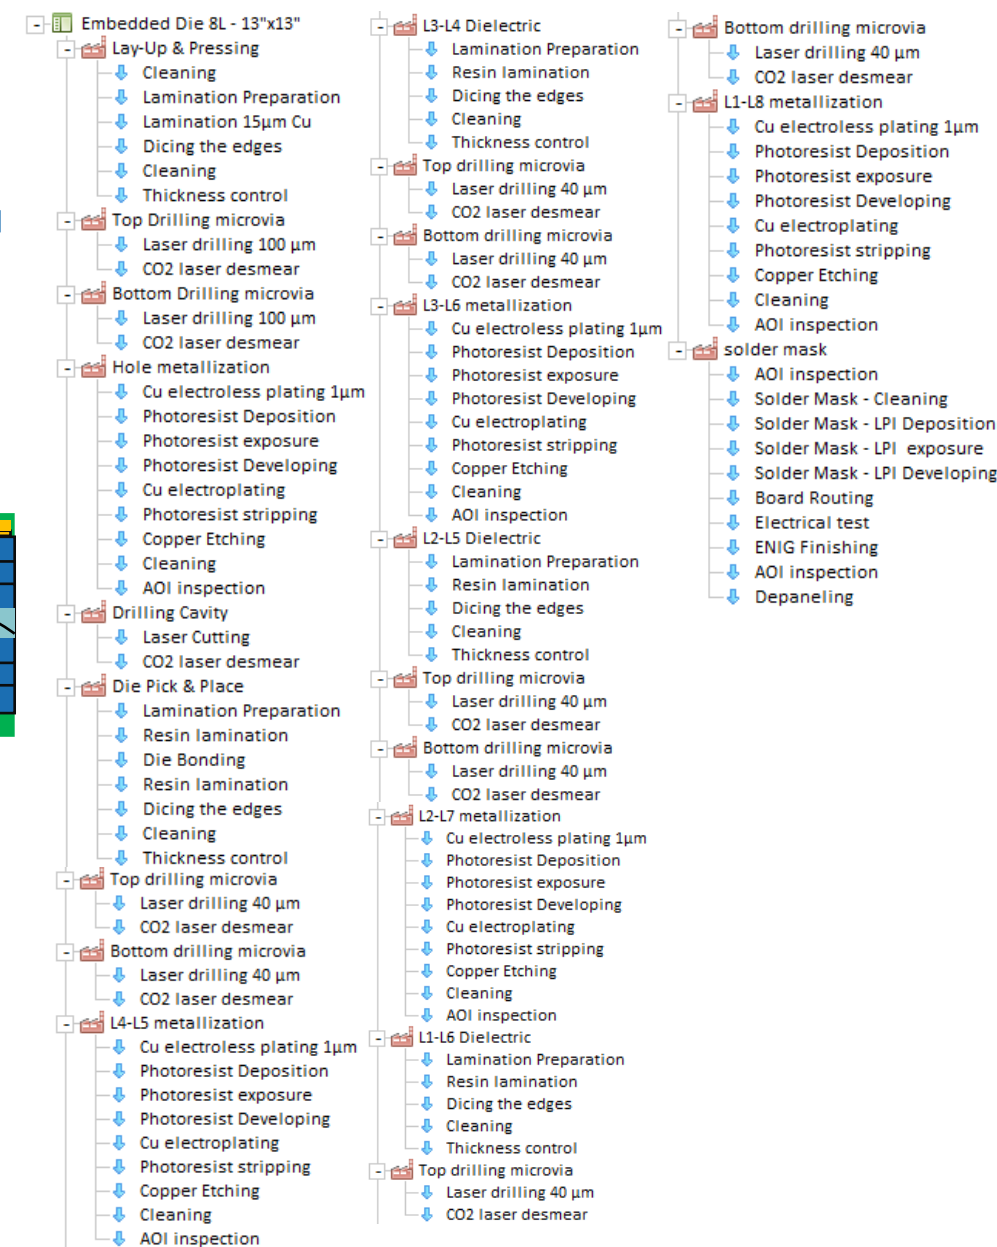 Embedded Die 8L - 13"x13"
Lay-Up & Pressing
Cleaning
Lamination Preparation
Lamination 15µm Cu
Dicing the edges
Cleaning
Thickness control
Top Drilling microvia
Laser drilling 100 µm
CO2 laser desmear
Bottom Drilling microvia
Laser drilling 100 µm
CO2 laser desmear
Hole metallization
Cu electroless plating 1µm
Photoresist Deposition
Photoresist exposure
Photoresist Developing
Cu electroplating
Photoresist stripping
Copper Etching
Cleaning
AOI inspection
Drilling Cavity
Laser Cutting
CO2 laser desmear
Die Pick & Place
Lamination Preparation
Resin lamination
Die Bonding
Resin lamination
Dicing the edges
Cleaning
Thickness control
Top drilling microvia
Laser drilling 40 µm
CO2 laser desmear
Bottom drilling microvia
Laser drilling 40 µm
CO2 laser desmear
L4-L5 metallization
Cu electroless plating 1µm
Photoresist Deposition
Photoresist exposure
Photoresist Developing
Cu electroplating
Photoresist stripping
Copper Etching
Cleaning
AOI inspection
L3-L4 Dielectric
Lamination Preparation
Resin lamination
Dicing the edges
Cleaning
Thickness control
Top drilling microvia
Laser drilling 40 µm
CO2 laser desmear
Bottom drilling microvia
Laser drilling 40 µm
CO2 laser desmear
L3-L6 metallization
Cu electroless plating 1µm
Photoresist Deposition
Photoresist exposure
Photoresist Developing
Cu electroplating
Photoresist stripping
Copper Etching
Cleaning
AOI inspection
L2-L5 Dielectric
Lamination Preparation
Resin lamination
Dicing the edges
Cleaning
Thickness control
Top drilling microvia
Laser drilling 40 µm
CO2 laser desmear
Bottom drilling microvia
Laser drilling 40 µm
CO2 laser desmear
L2-L7 metallization
Cu electroless plating 1µm
Photoresist Deposition
Photoresist exposure
Photoresist Developing
Cu electroplating
Photoresist stripping
Copper Etching
Cleaning
AOI inspection
L1-L6 Dielectric
Lamination Preparation
Resin lamination
Dicing the edges
Cleaning
Thickness control
Top drilling microvia
Laser drilling 40 µm
CO2 laser desmear
Bottom drilling microvia
Laser drilling 40 µm
CO2 laser desmear
L1-L8 metallization
Cu electroless plating 1µm
Photoresist Deposition
Photoresist exposure
Photoresist Developing
Cu electroplating
Photoresist stripping
Copper Etching
Cleaning
AOI inspection
solder mask
AOI inspection
Solder Mask - Cleaning
Solder Mask - LPI Deposition
Solder Mask - LPI exposure
Solder Mask - LPI Developing
Board Routing
Electrical test
ENIG Finishing
AOI inspection
Depaneling